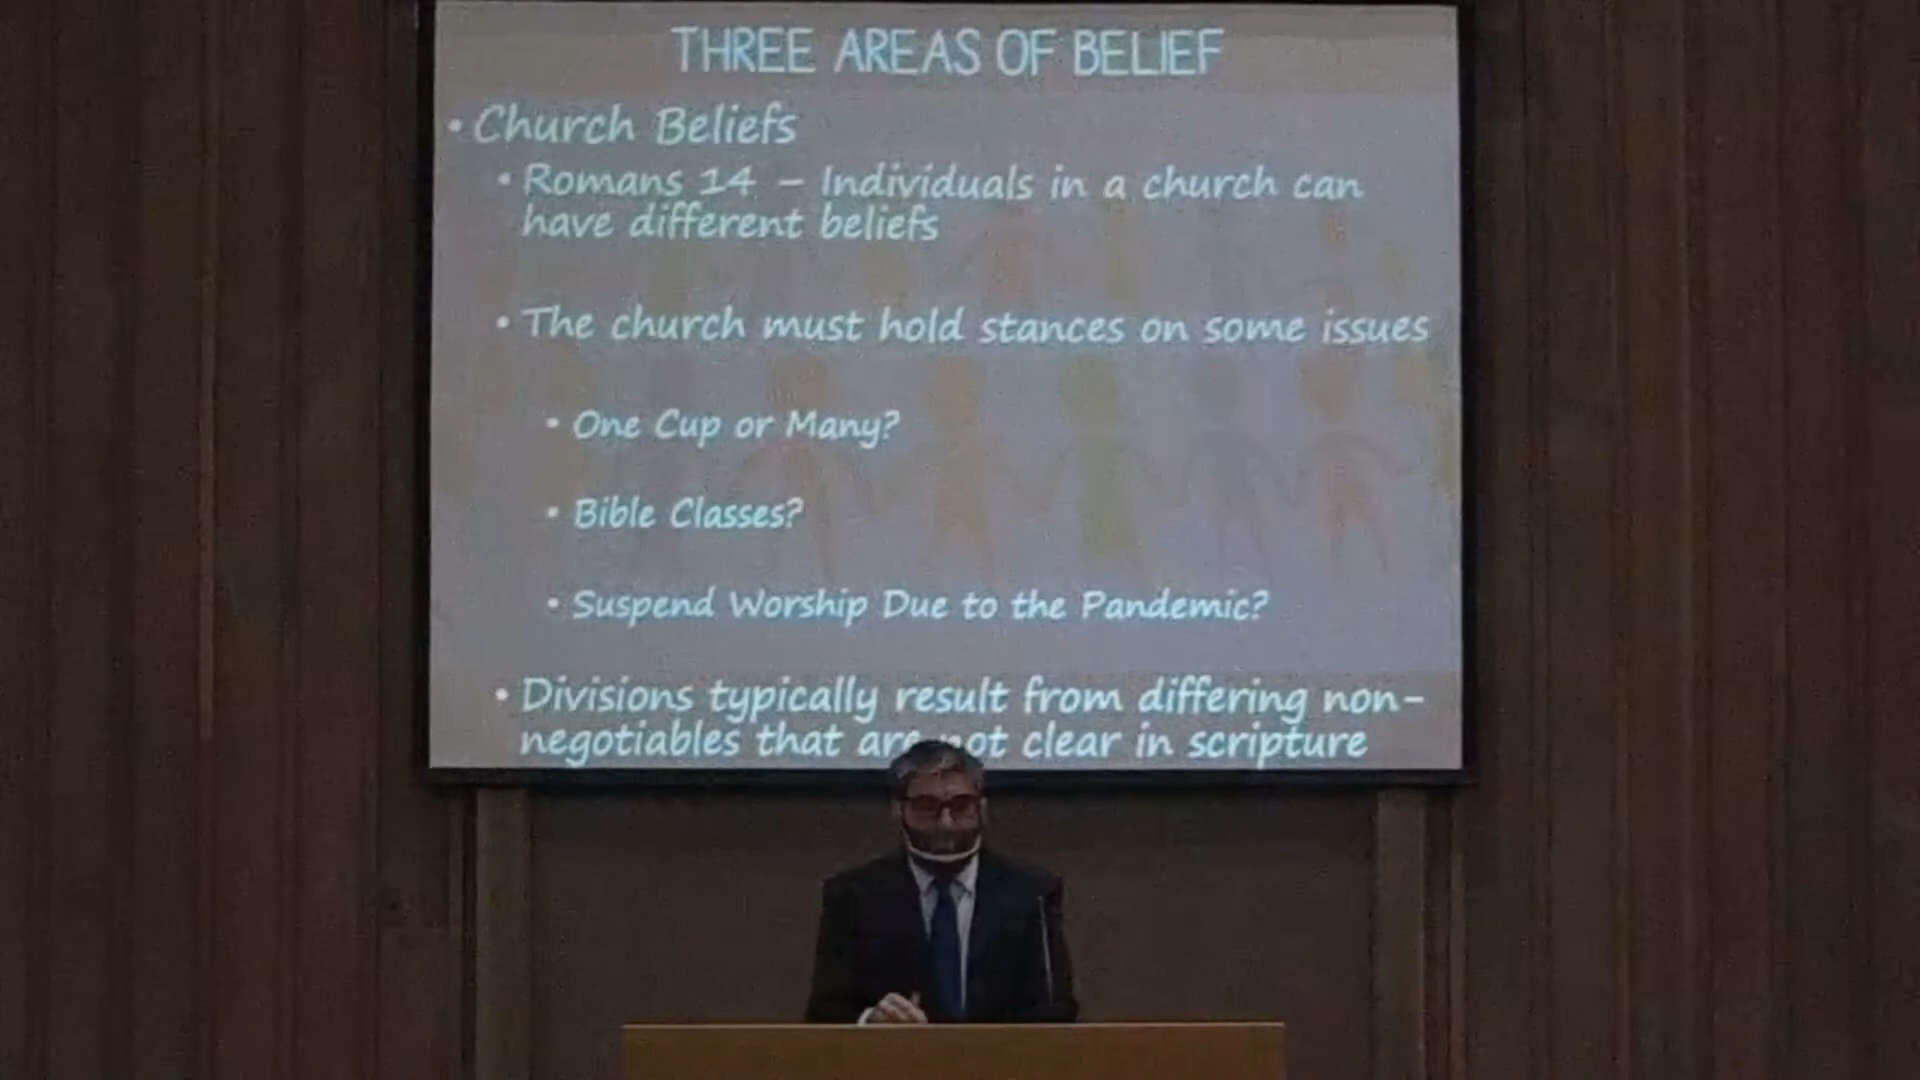 THREE AREAS OF BELIEF
• Church Beliefs
• Romans 14 – Individuals in a church can
have different beliefs
• The church must hold stances on some issues
• One Cup or Many?
• Bible Classes?
• Suspend Worship Due to the Pandemic?
• Divisions typically result from differing non-
negotiables that are not clear in scripture